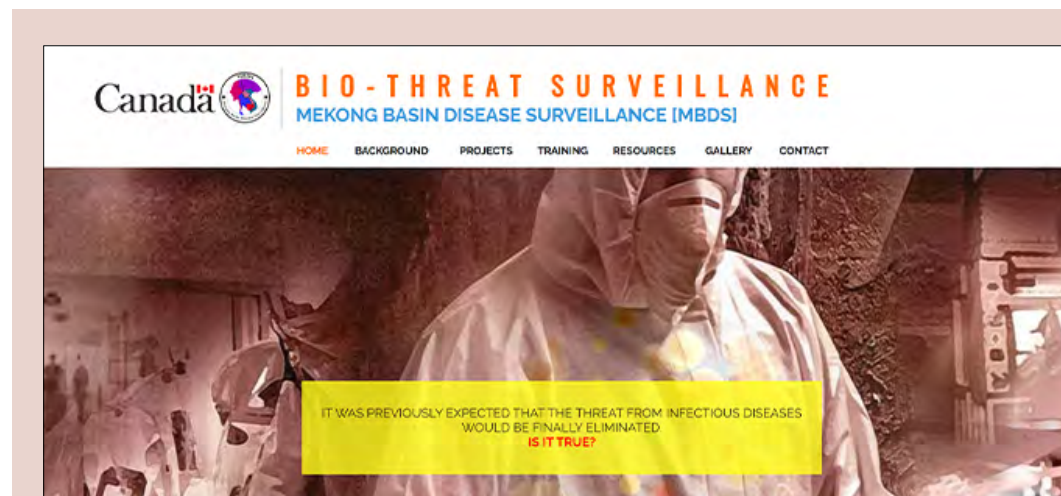 Canada
BIO-THREAT SURVEILLANCE
MEKONG BASIN DISEASE SURVEILLANCE [MBDS]
HOME BACKGROUND PROJECTS TRAINING RESOURCES GALLERY CONTACT
IT WAS PREVIOUSLY EXPECTED THAT THE THREAT FROM INFECTIOUS DISEASES
WOULD BE FINALLY ELIMINATED
IS IT TRUE?